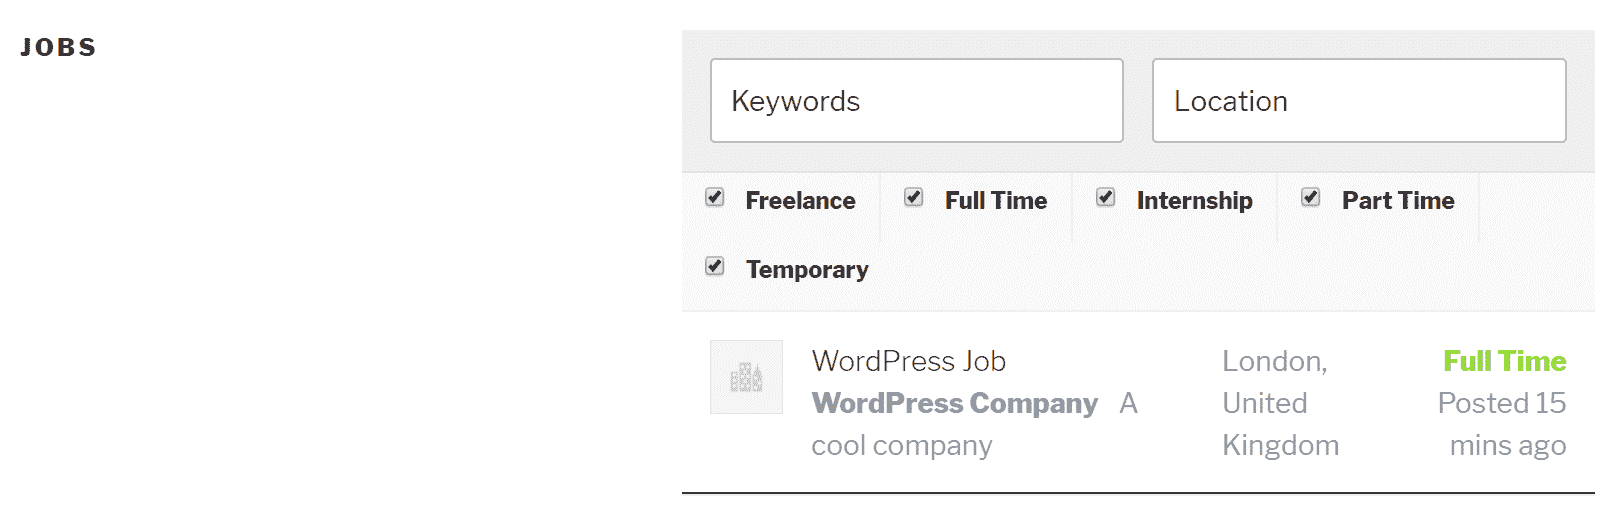 JOBS
Keywords
Location
Freelance
Full Time
Internship
Part Time
Temporary
WordPress Job
WordPress Company A
cool company
London,
United
Kingdom
Full Time
Posted 15
mins ago